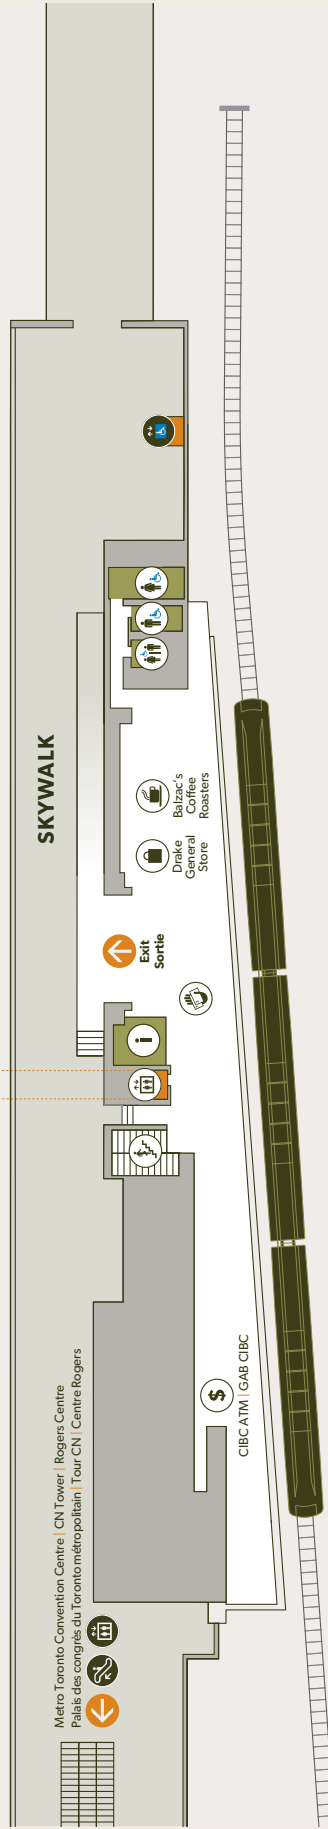 SKYWALK
Balzac's
Coffee
Roasters
Drake
General
Store
Exit
Sortie
i
$
CIBC ATM | GAB CIBC
Metro Toronto Convention Centre | CN Tower | Rogers Centre
Palais des congrès du Toronto métropolitain | Tour CN | Centre Rogers